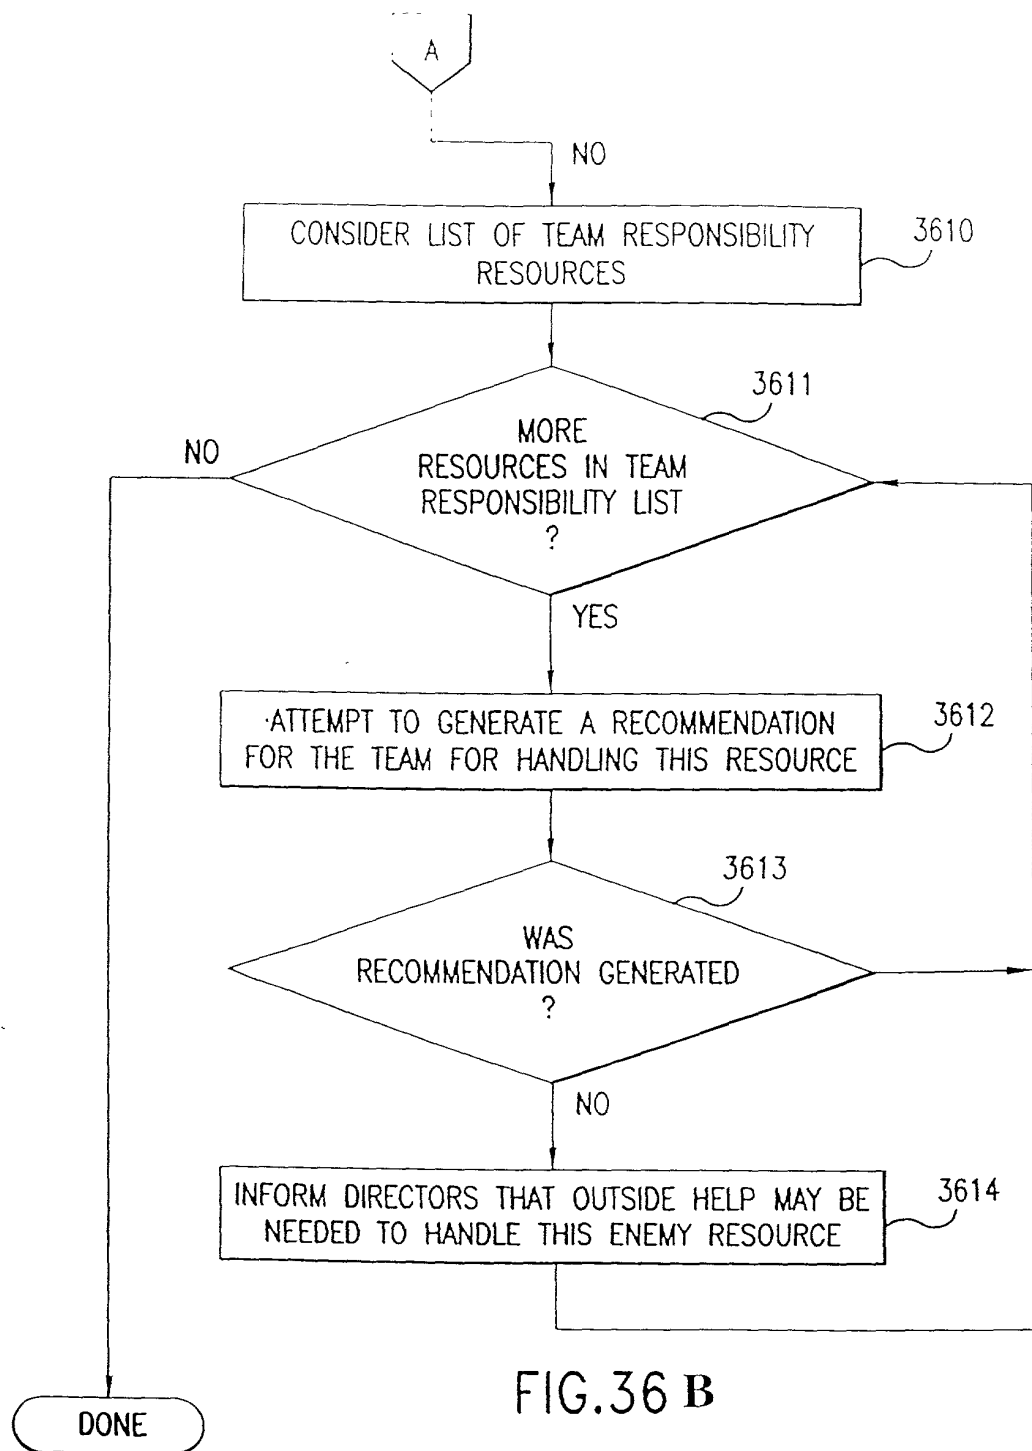 A
NO
CONSIDER LIST OF TEAM RESPONSIBILITY
RESOURCES
3610
3611
MORE
RESOURCES IN TEAM
RESPONSIBILITY LIST
?
NO
YES
ATTEMPT TO GENERATE A RECOMMENDATION
FOR THE TEAM FOR HANDLING THIS RESOURCE
3612
3613
WAS
RECOMMENDATION GENERATED
?
NO
INFORM DIRECTORS THAT OUTSIDE HELP MAY BE
NEEDED TO HANDLE THIS ENEMY RESOURCE
3614
DONE
FIG.36 B